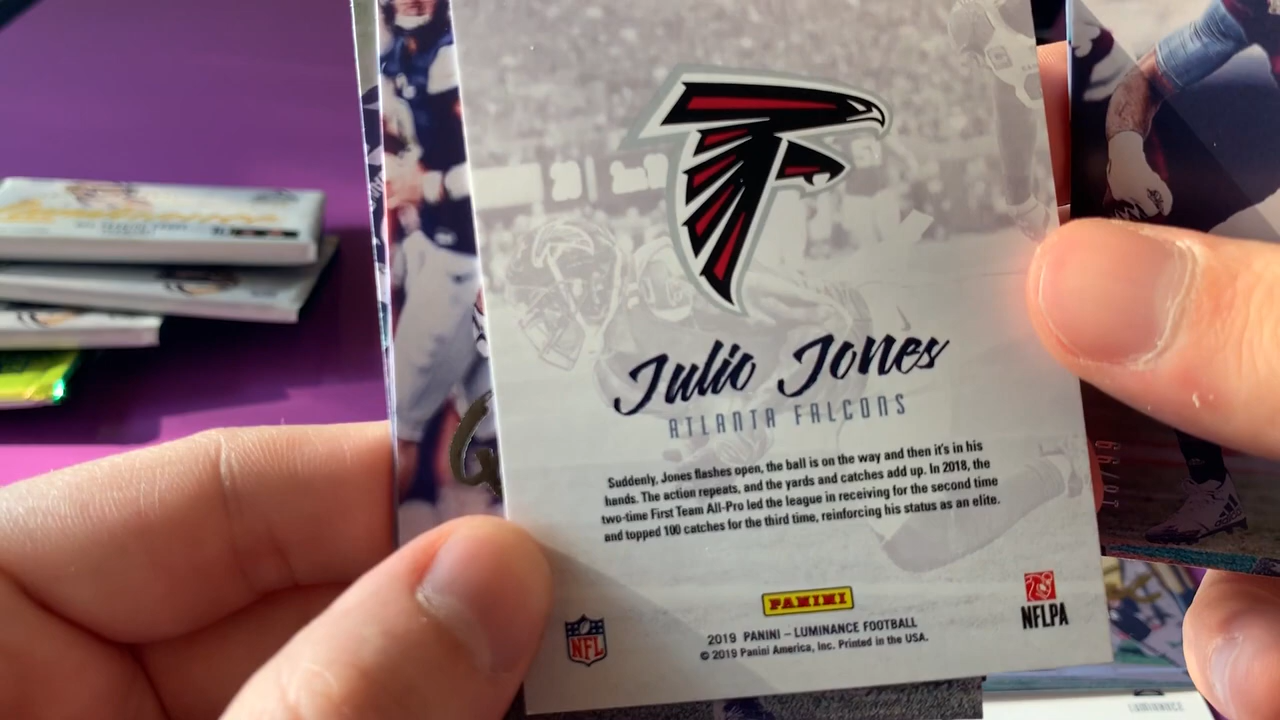 Julio Jones
ATLANTA FALCONS
Suddenly, Jones flashes open, the ball is on the way and then it's in his
hands. The action repeats, and the yards and catches add up. In 2018, the
two-time First Team All-Pro led the league in receiving for the second time
and topped 100 catches for the third time, reinforcing his status as an elite.
PANINI
NFL
NFLPA
2019 PANINI – LUMINANCE FOOTBALL
© 2019 Panini America, Inc. Printed in the USA.
LUMINANCE